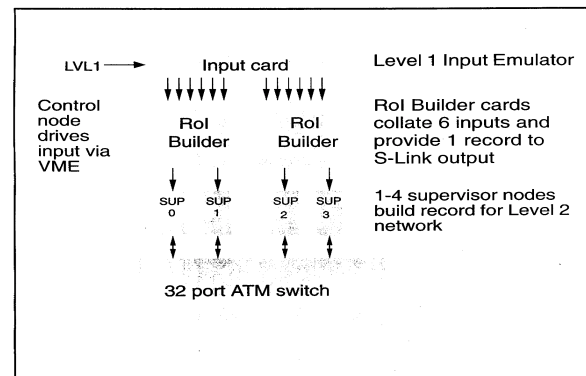 LVL1
Input card
Level 1 Input Emulator
Control
node
drives
input via
VME
RoI
Builder
RoI
Builder
RoI Builder cards
collate 6 inputs and
provide 1 record to
S-Link output
SUP
0
SUP
1
SUP
2
SUP
3
1-4 supervisor nodes
build record for Level 2
network
32 port ATM switch